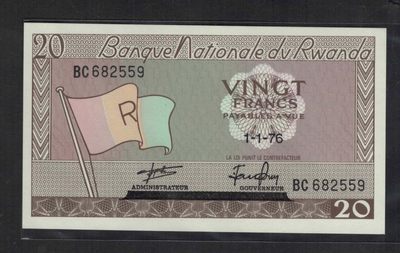 20 Banque Nationale du Rwanda
BC 682559
VINGT
FRANCS
PAYABLES A VUE
R
1-1-76
LA LOI PUNIT LE CONTREFACTEUR
ADMINISTRATEUR
GOUVERNEUR
BC 682559
20